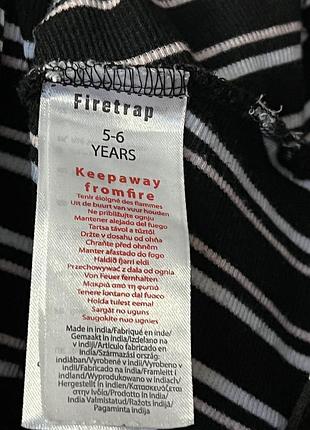 Firetrap
5-6
YEARS
Keepaway
fromfire
Tenir éloigné des flammes
Uit de buurt van vuur houden
Ne približujte ognju
Mantener alejado del fuego
Tartsa távol a tűztől
Držte v dosahu od ohňa
Chraňte před ohněm
Manter afastado do fogo
Haldið fjarri eldi
Przechowywać z dala od ognia
Von Feuer fernhalten
Μακριά από τη φωτιά
Tenere lontano dal fuoco
Holda tulest eemal
Sargāt no uguns
Saugokite nuo ugnies
Made in india/Fabriqué en inde/
Gemaakt in India/Izdelano na
v indiji/Artículo fabricado en
India/Származási ország:
indiában/Vyrobené v Indii/Vyrobeno v
indii/Fabricado na India/Framleitt í
indland/Wyprodukowano w indiach/
Hergestellt in indien/Κατασκευάζεται
στην Ινδία/Prodotto in India/
India Valmistatud/Ražots Indijā/
Pagaminta indija